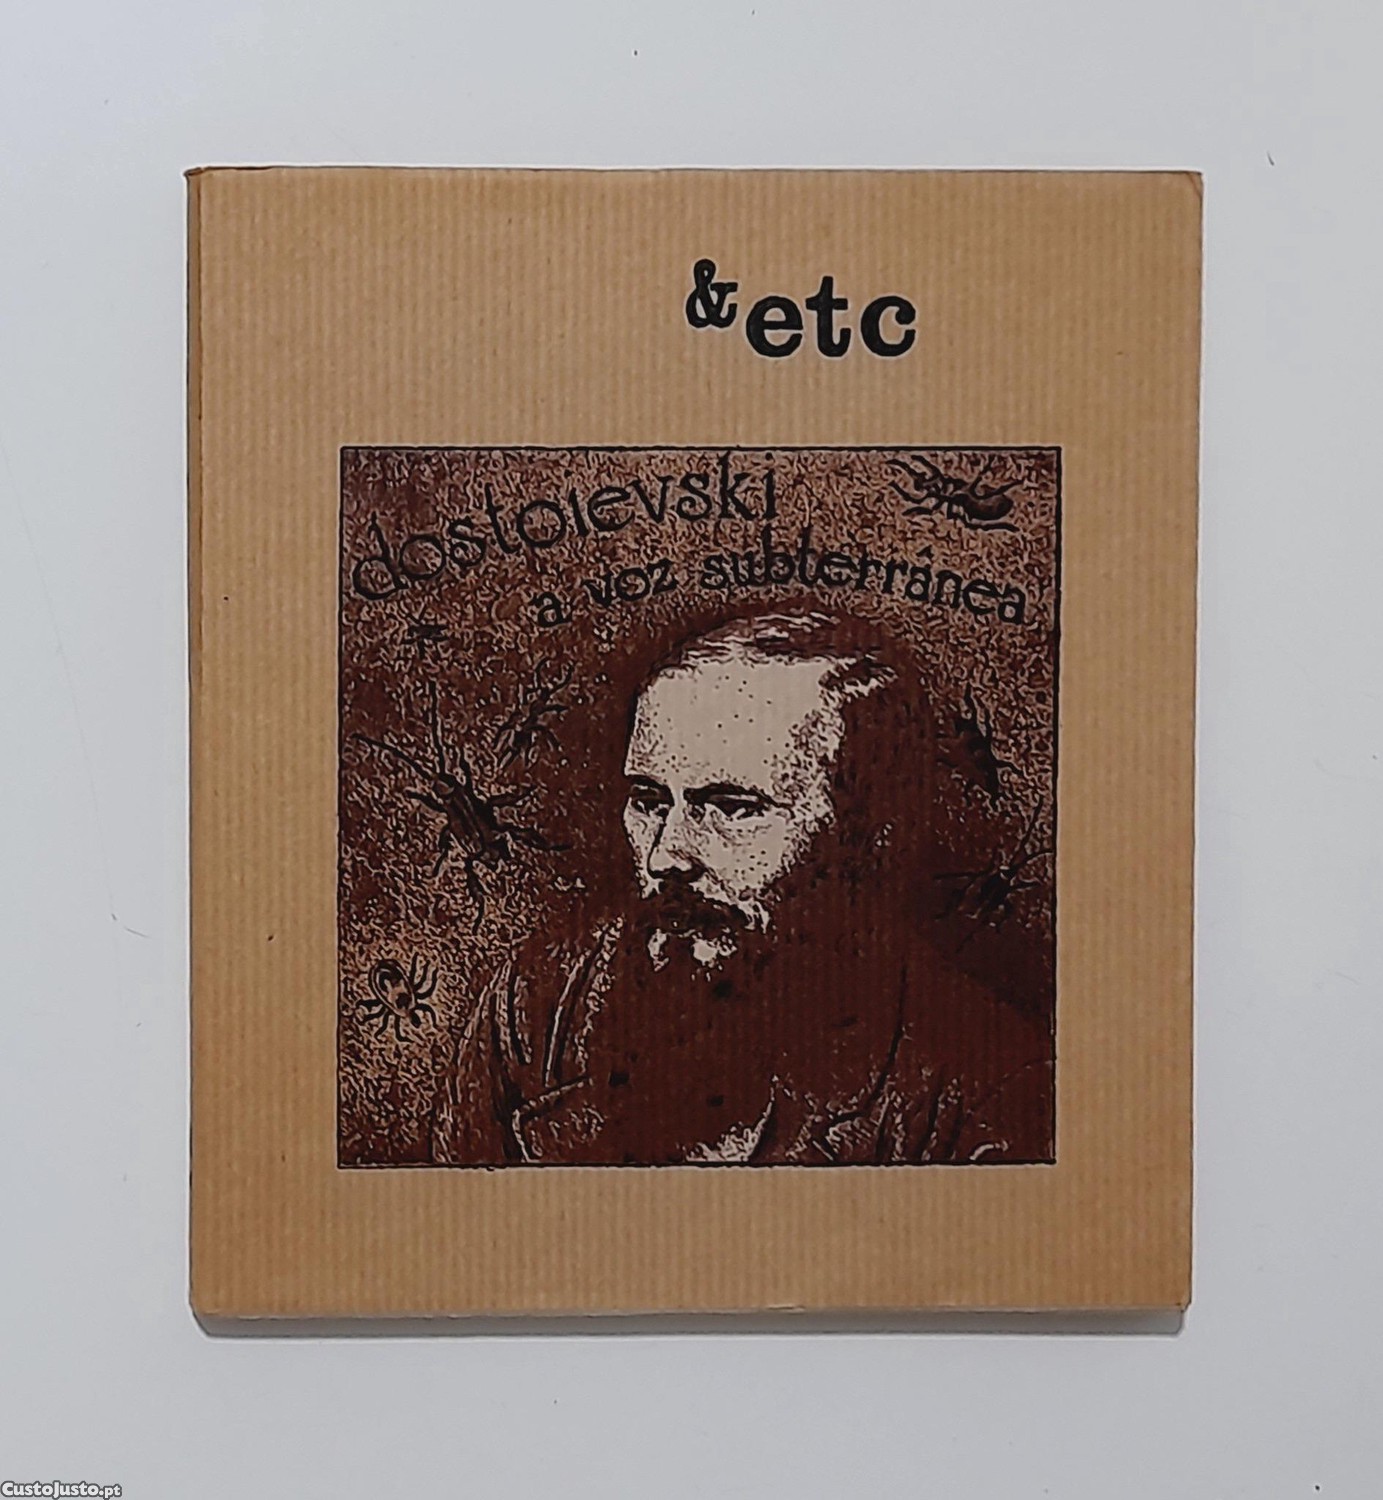 & etc
dostoievski
a voz subterrânea
CustoJusto.pt